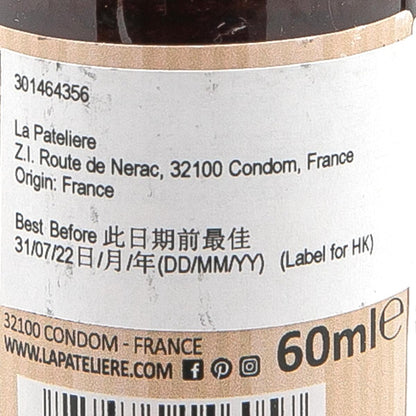 301464356
La Pateliere
Z.I. Route de Nerac, 32100 Condom, France
Origin: France
Best Before 此日期前最佳
31/07/22日/月/年(DD/MM/YY) (Label for HK)
32100 CONDOM - FRANCE
WWW.LAPATELIERE.COM
60ml℮